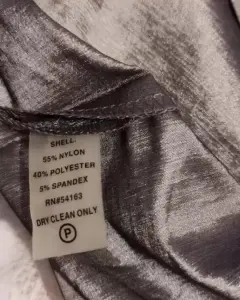 SHELL:
55% NYLON
40% POLYESTER
5% SPANDEX
RN#54163
DRY CLEAN ONLY
P